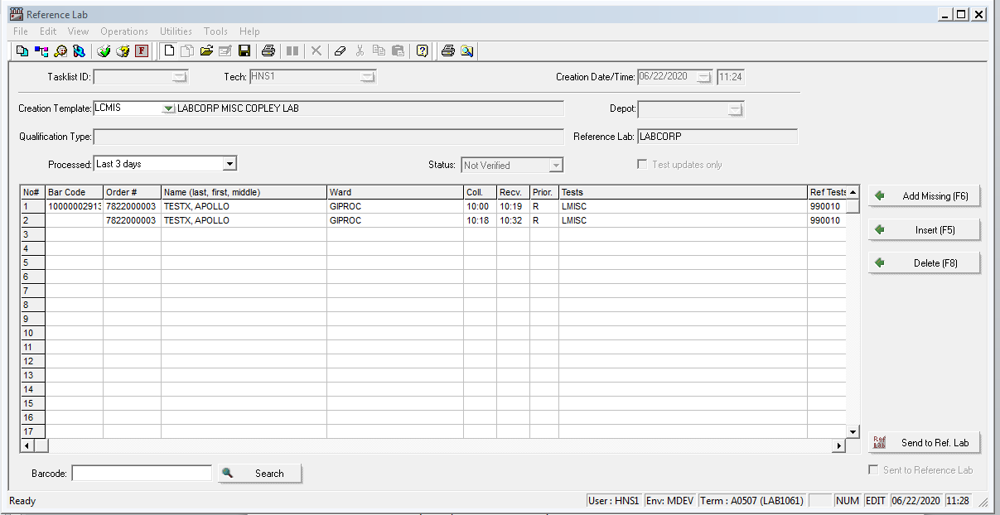 Reference Lab
File Edit View Operations Utilities Tools Help
Tasklist ID: Tech: HNS1 Creation Date/Time: 06/22/2020 11:24
Creation Template: LCMIS LABCORP MISC COPLEY LAB Depot:
Qualification Type: Reference Lab: LABCORP
Processed: Last 3 days Status: Not Verified Test updates only
No# Bar Code Order # Name (last, first, middle) Ward Coll. Recv. Prior. Tests Ref Tests
1 10000002913 7822000003 TESTX, APOLLO GIPROC 10:00 10:19 R LMISC 990010
2 7822000003 TESTX, APOLLO GIPROC 10:18 10:32 R LMISC 990010
3
4
5
6
7
8
9
10
11
12
13
14
15
16
17
Add Missing (F6)
Insert (F5)
Delete (F8)
Ref Lab Send to Ref. Lab
Sent to Reference Lab
Barcode: Search
Ready User : HNS1 Env: MDEV Term : A0507 (LAB1061) NUM EDIT 06/22/2020 11:28